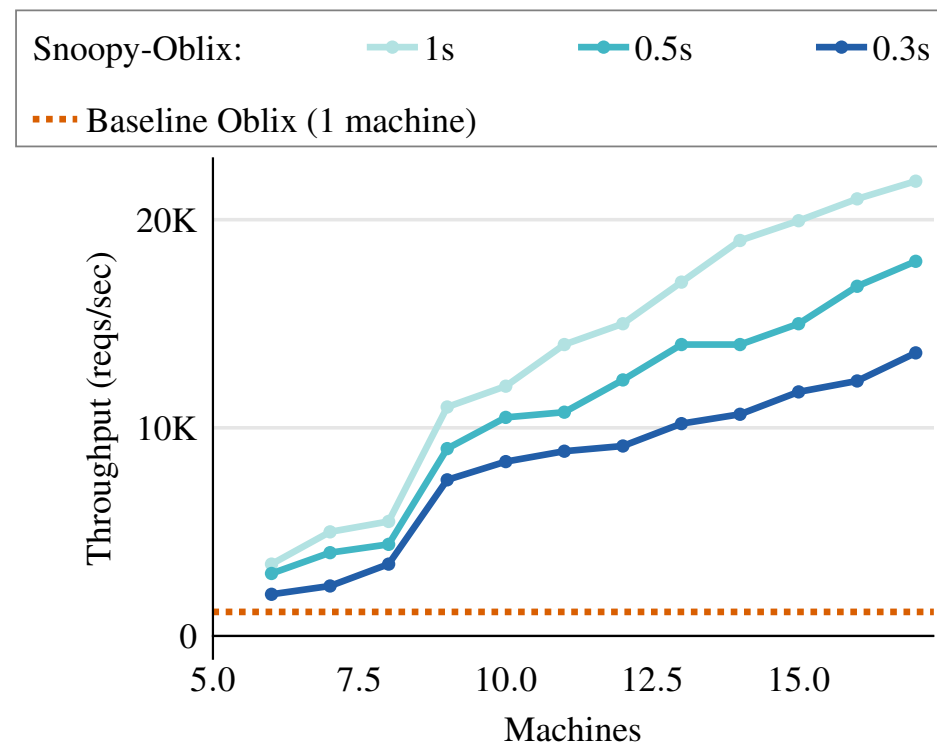 Snoopy-Oblix: 1s 0.5s 0.3s
Baseline Oblix (1 machine)
Throughput (reqs/sec)
20K
10K
0
5.0 7.5 10.0 12.5 15.0
Machines